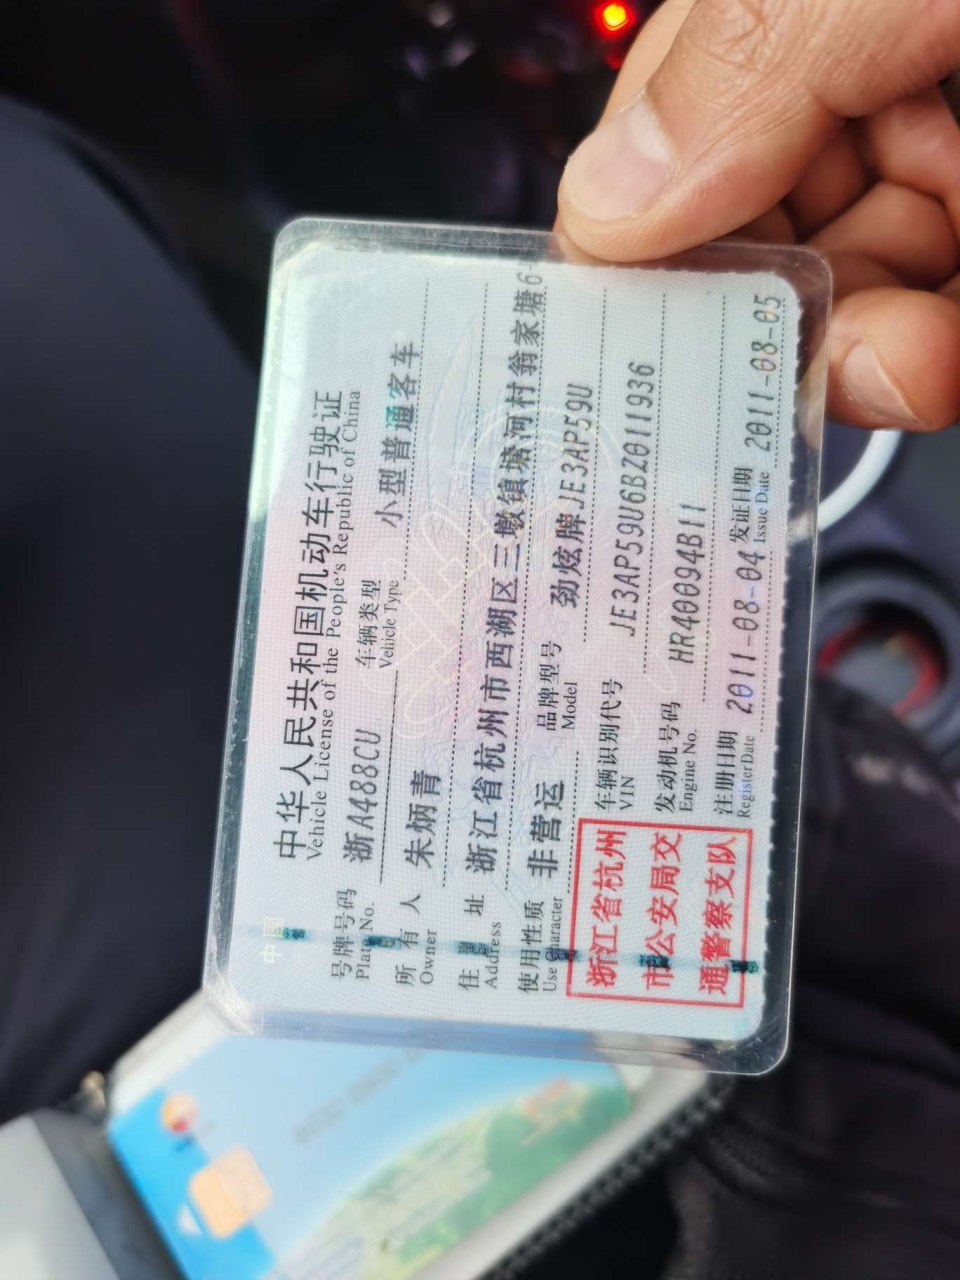 中华人民共和国机动车行驶证
Vehicle License of the People's Republic of China
号牌号码 浙A488CU 车辆类型 小型普通客车
Plate No. Vehicle Type
所有人 朱炳青
Owner
住址 浙江省杭州市西湖区三墩镇塘河村翁家塘6
Address
使用性质 非营运 品牌型号 劲炫牌JE3AP59U
Use Character Model
浙江省杭州
市公安局交
通警察支队
车辆识别代号 JE3AP59U6BZ011936
VIN
发动机号码 HR40094B11
Engine No.
注册日期 2011-08-04 发证日期 2011-08-05
Register Date Issue Date
中国